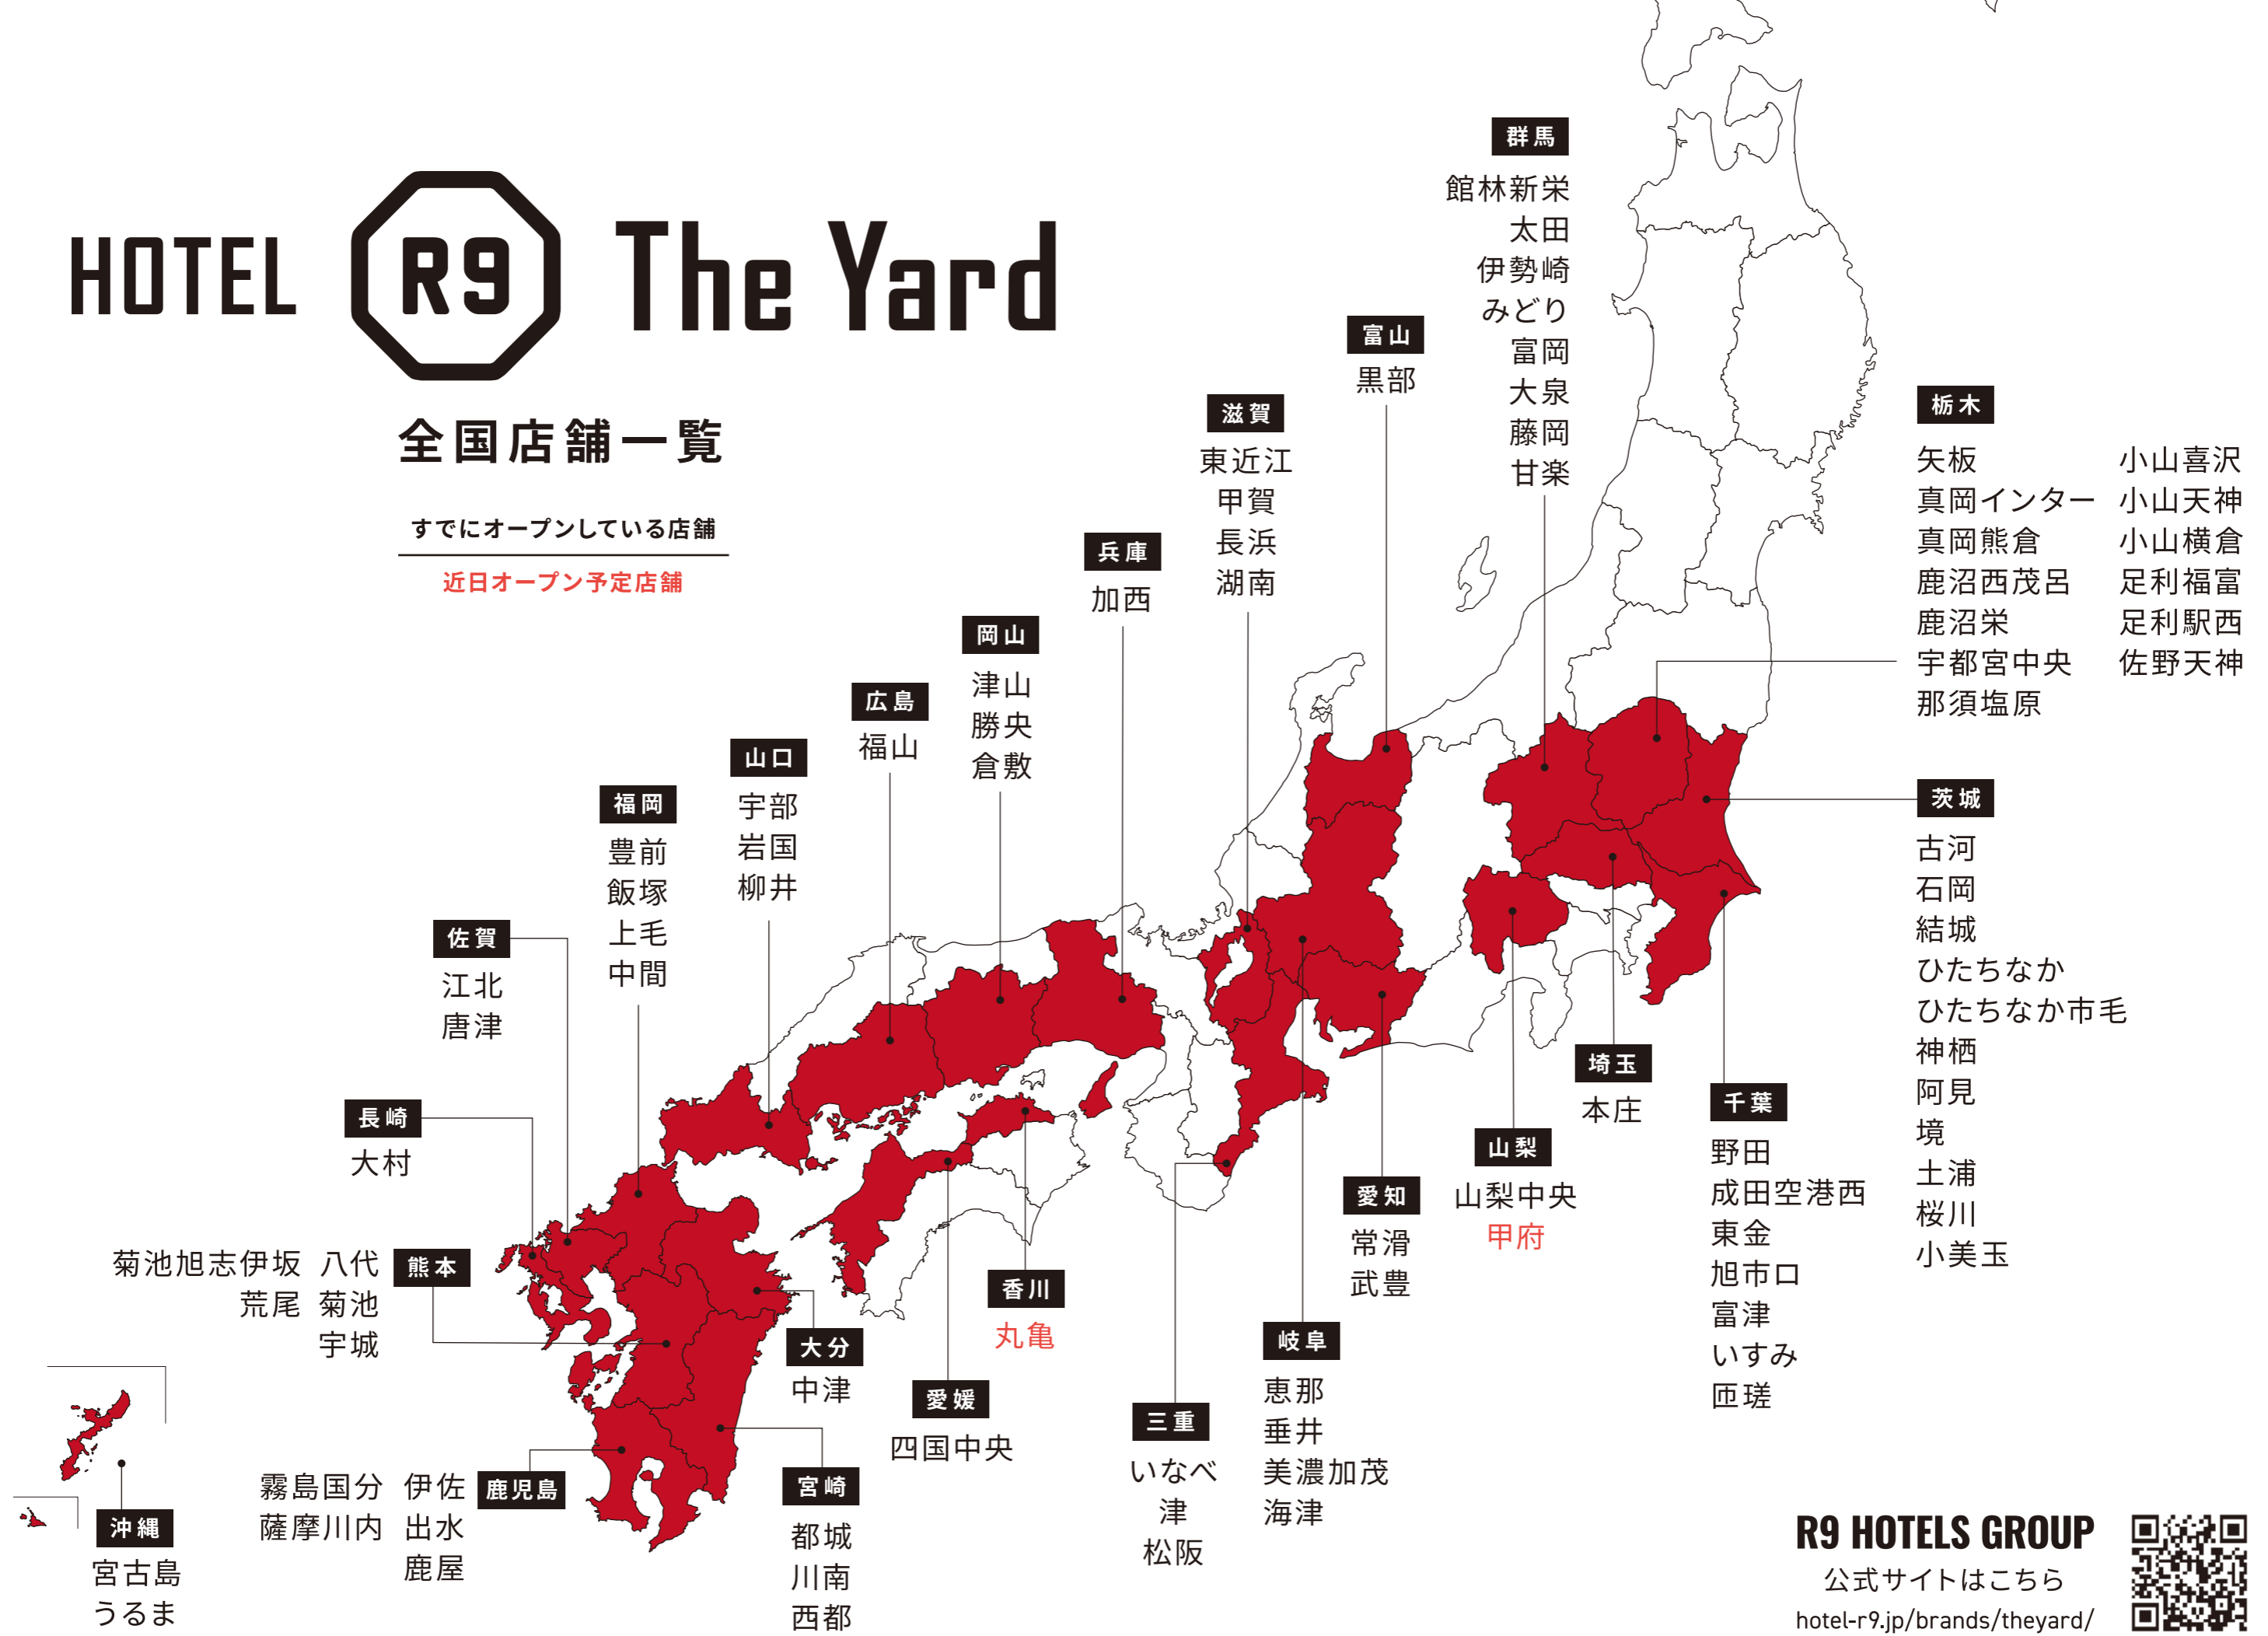 HOTEL R9 The Yard
全国店舗一覧
すでにオープンしている店舗
近日オープン予定店舗
群馬
館林新栄
太田
伊勢崎
みどり
富岡
大泉
藤岡
甘楽
富山
黒部
滋賀
東近江
甲賀
長浜
湖南
兵庫
加西
岡山
津山
勝央
倉敷
広島
福山
山口
宇部
岩国
柳井
福岡
豊前
飯塚
上毛
中間
佐賀
江北
唐津
長崎
大村
熊本
菊池旭志伊坂 八代
荒尾 菊池
宇城
鹿児島
霧島国分 伊佐
薩摩川内 出水
鹿屋
沖縄
宮古島
うるま
宮崎
都城
川南
西都
大分
中津
愛媛
四国中央
香川
丸亀
三重
いなべ
津
松阪
岐阜
恵那
垂井
美濃加茂
海津
愛知
常滑
武豊
山梨
山梨中央
甲府
埼玉
本庄
千葉
野田
成田空港西
東金
旭市口
富津
いすみ
匝瑳
栃木
矢板 小山喜沢
真岡インター 小山天神
真岡熊倉 小山横倉
鹿沼西茂呂 足利福富
鹿沼栄 足利駅西
宇都宮中央 佐野天神
那須塩原
茨城
古河
石岡
結城
ひたちなか
ひたちなか市毛
神栖
阿見
境
土浦
桜川
小美玉
R9 HOTELS GROUP
公式サイトはこちら
hotel-r9.jp/brands/theyard/